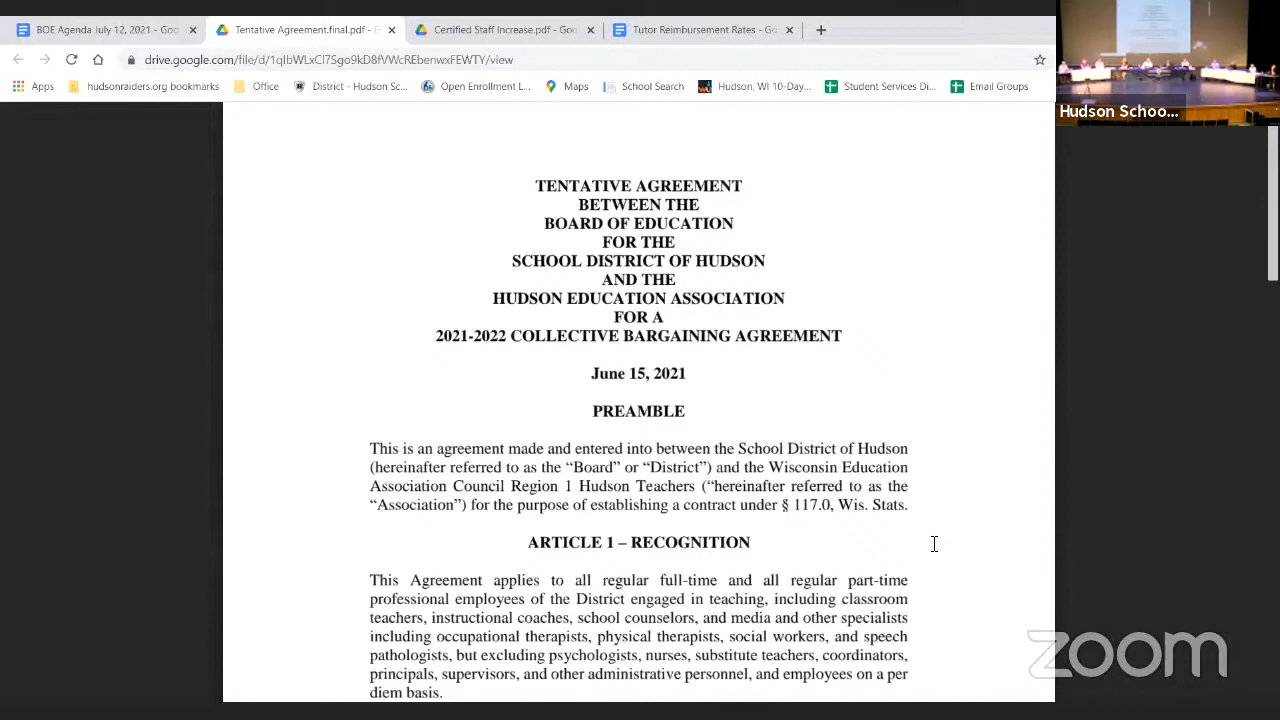 BOE Agenda July 12, 2021 - Goo
Tentative Agreement.final.pdf - G
Certified Staff Increase.pdf - Goo
Tutor Reimbursement Rates - Go
drive.google.com/file/d/1qIbWLxCl7Sgo9kD8fVWcREbenwxFEWTY/view
Apps
hudsonraiders.org bookmarks
Office
District - Hudson Sc...
Open Enrollment L...
Maps
School Search
Hudson, WI 10-Day...
Student Services Di...
Email Groups
Hudson Schoo...
TENTATIVE AGREEMENT
BETWEEN THE
BOARD OF EDUCATION
FOR THE
SCHOOL DISTRICT OF HUDSON
AND THE
HUDSON EDUCATION ASSOCIATION
FOR A
2021-2022 COLLECTIVE BARGAINING AGREEMENT
June 15, 2021
PREAMBLE
This is an agreement made and entered into between the School District of Hudson
(hereinafter referred to as the “Board” or “District”) and the Wisconsin Education
Association Council Region 1 Hudson Teachers (“hereinafter referred to as the
“Association”) for the purpose of establishing a contract under § 117.0, Wis. Stats.
ARTICLE 1 – RECOGNITION
This Agreement applies to all regular full-time and all regular part-time
professional employees of the District engaged in teaching, including classroom
teachers, instructional coaches, school counselors, and media and other specialists
including occupational therapists, physical therapists, social workers, and speech
pathologists, but excluding psychologists, nurses, substitute teachers, coordinators,
principals, supervisors, and other administrative personnel, and employees on a per
diem basis.
zoom